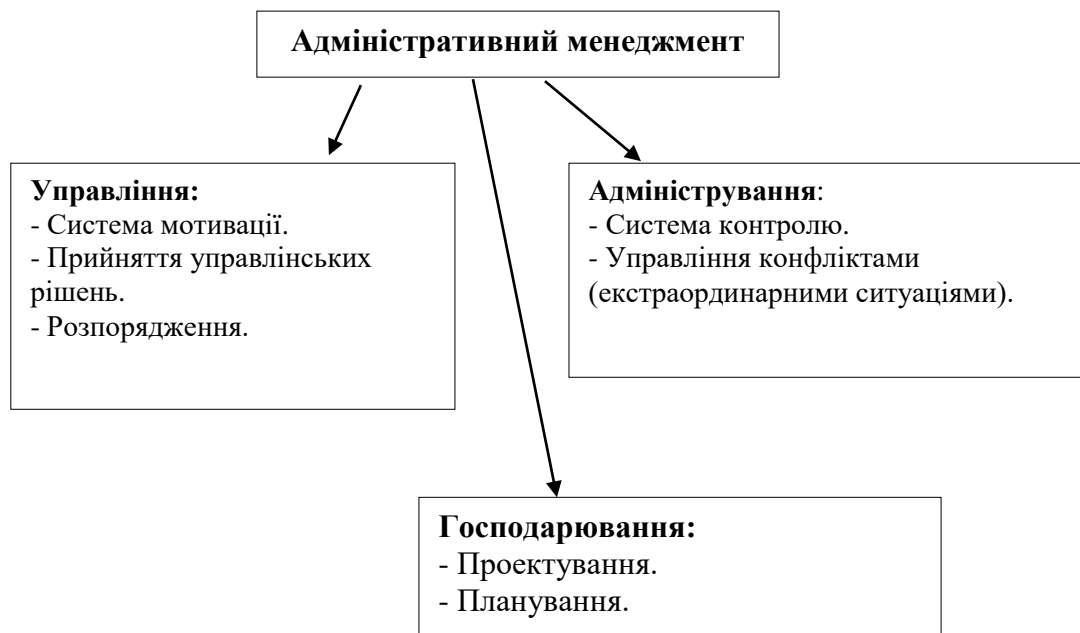 Адміністративний менеджмент
Управління:
- Система мотивації.
- Прийняття управлінських
рішень.
- Розпорядження.
Адміністрування:
- Система контролю.
- Управління конфліктами
(екстраординарними ситуаціями).
Господарювання:
- Проектування.
- Планування.